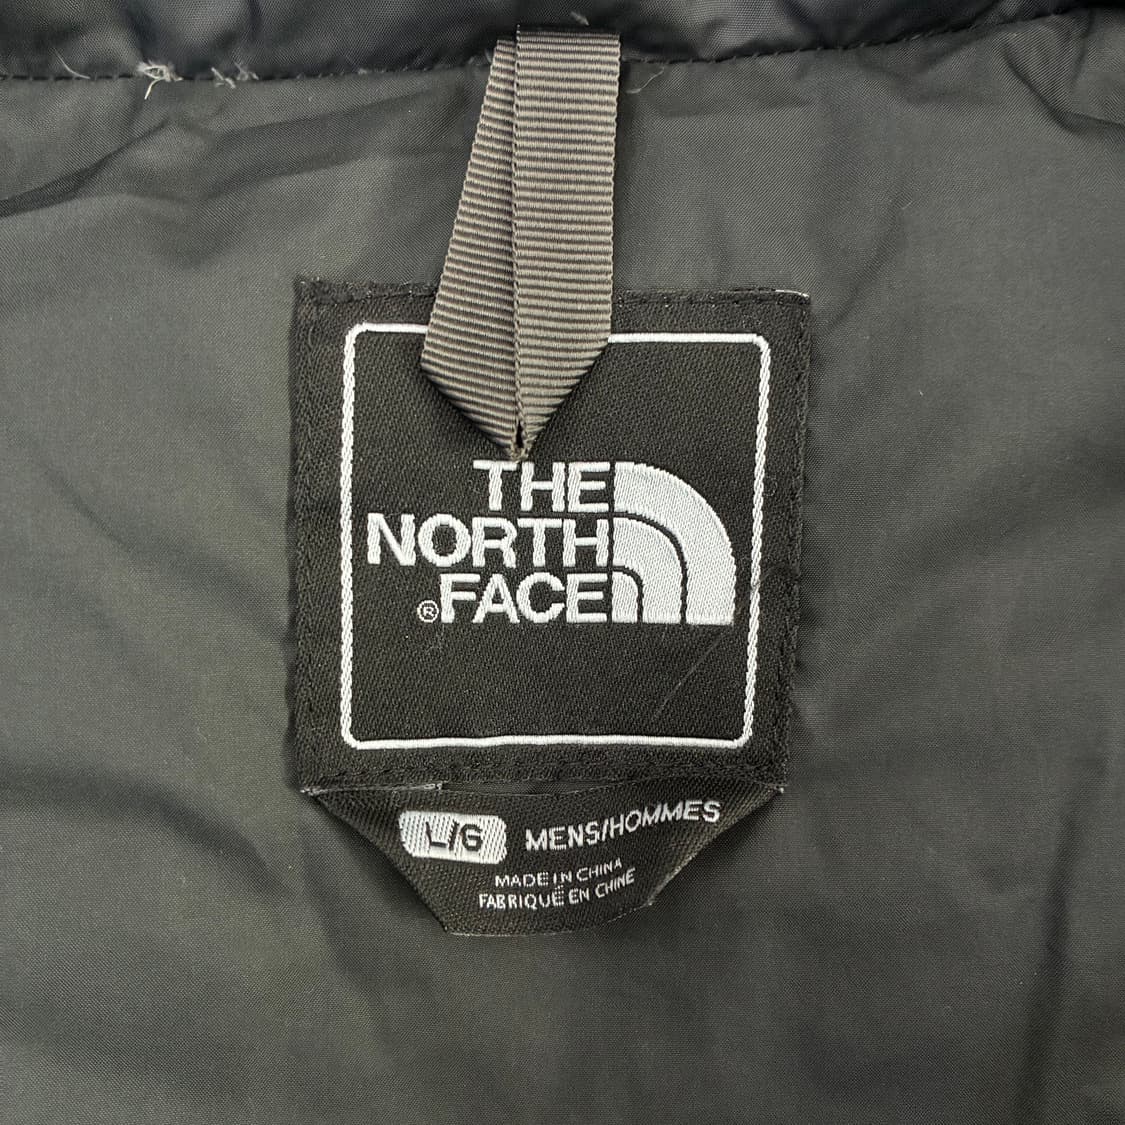 THE
NORTH
®FACE
L/G MENS/HOMMES
MADE IN CHINA
FABRIQUÉ EN CHINE